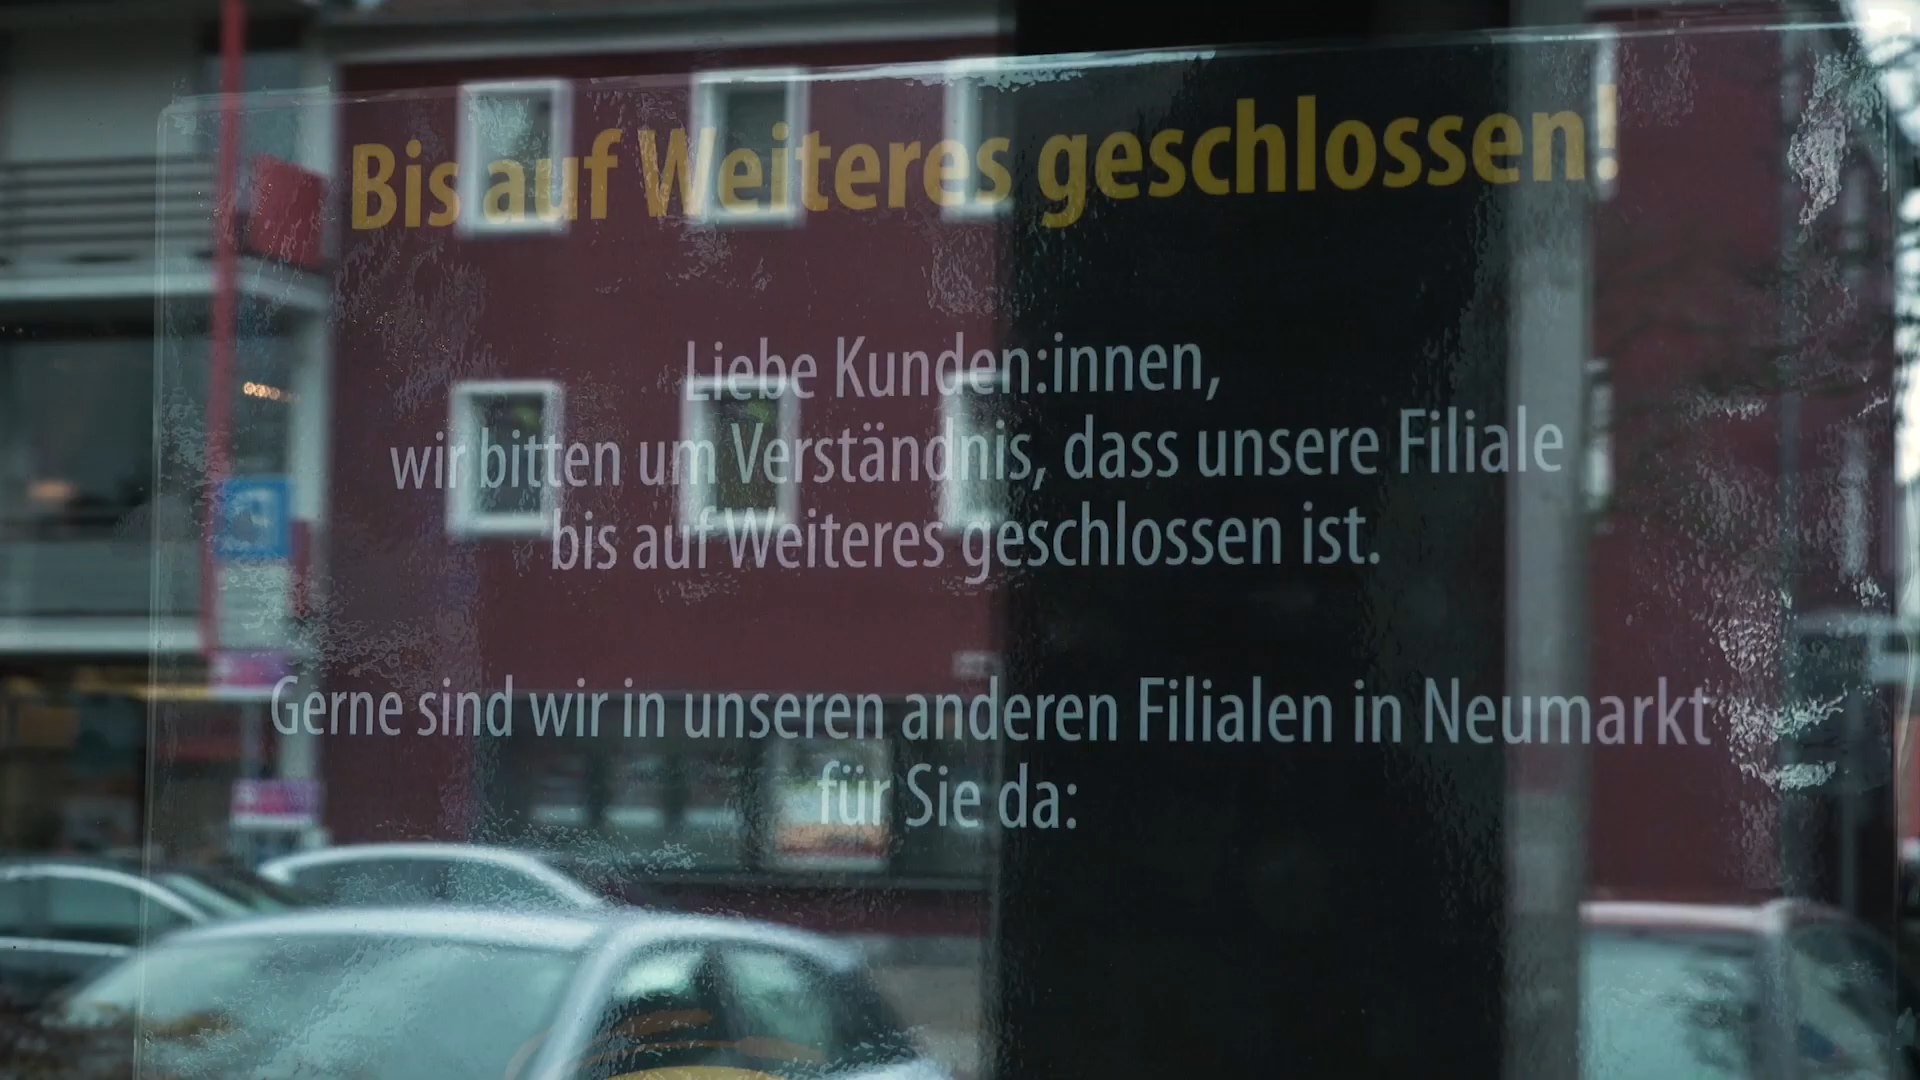 Bis auf Weiteres geschlossen!
Liebe Kunden:innen,
wir bitten um Verständnis, dass unsere Filiale
bis auf Weiteres geschlossen ist.
Gerne sind wir in unseren anderen Filialen in Neumarkt
für Sie da: